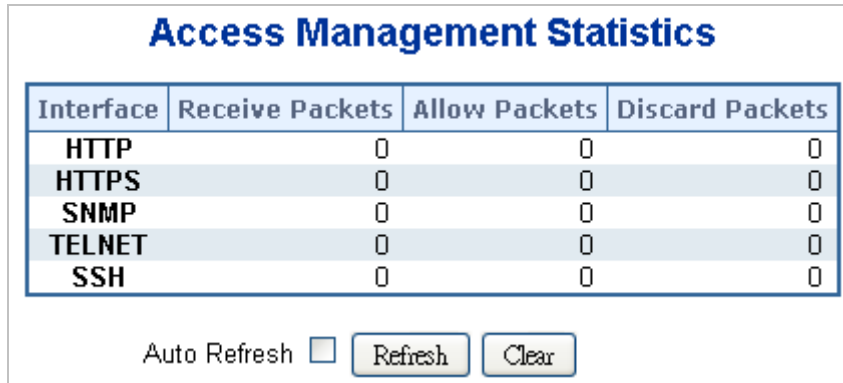 Access Management Statistics
Interface Receive Packets Allow Packets Discard Packets
HTTP 0 0 0
HTTPS 0 0 0
SNMP 0 0 0
TELNET 0 0 0
SSH 0 0 0
Auto Refresh Refresh Clear